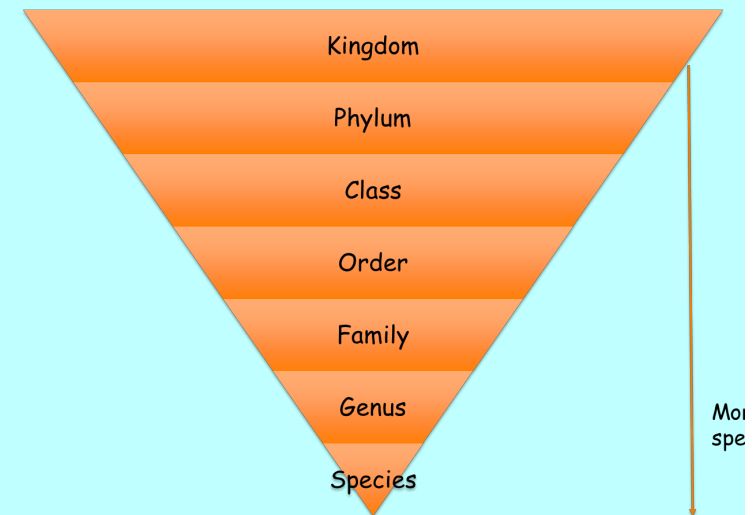 Kingdom
Phylum
Class
Order
Family
Genus
Species